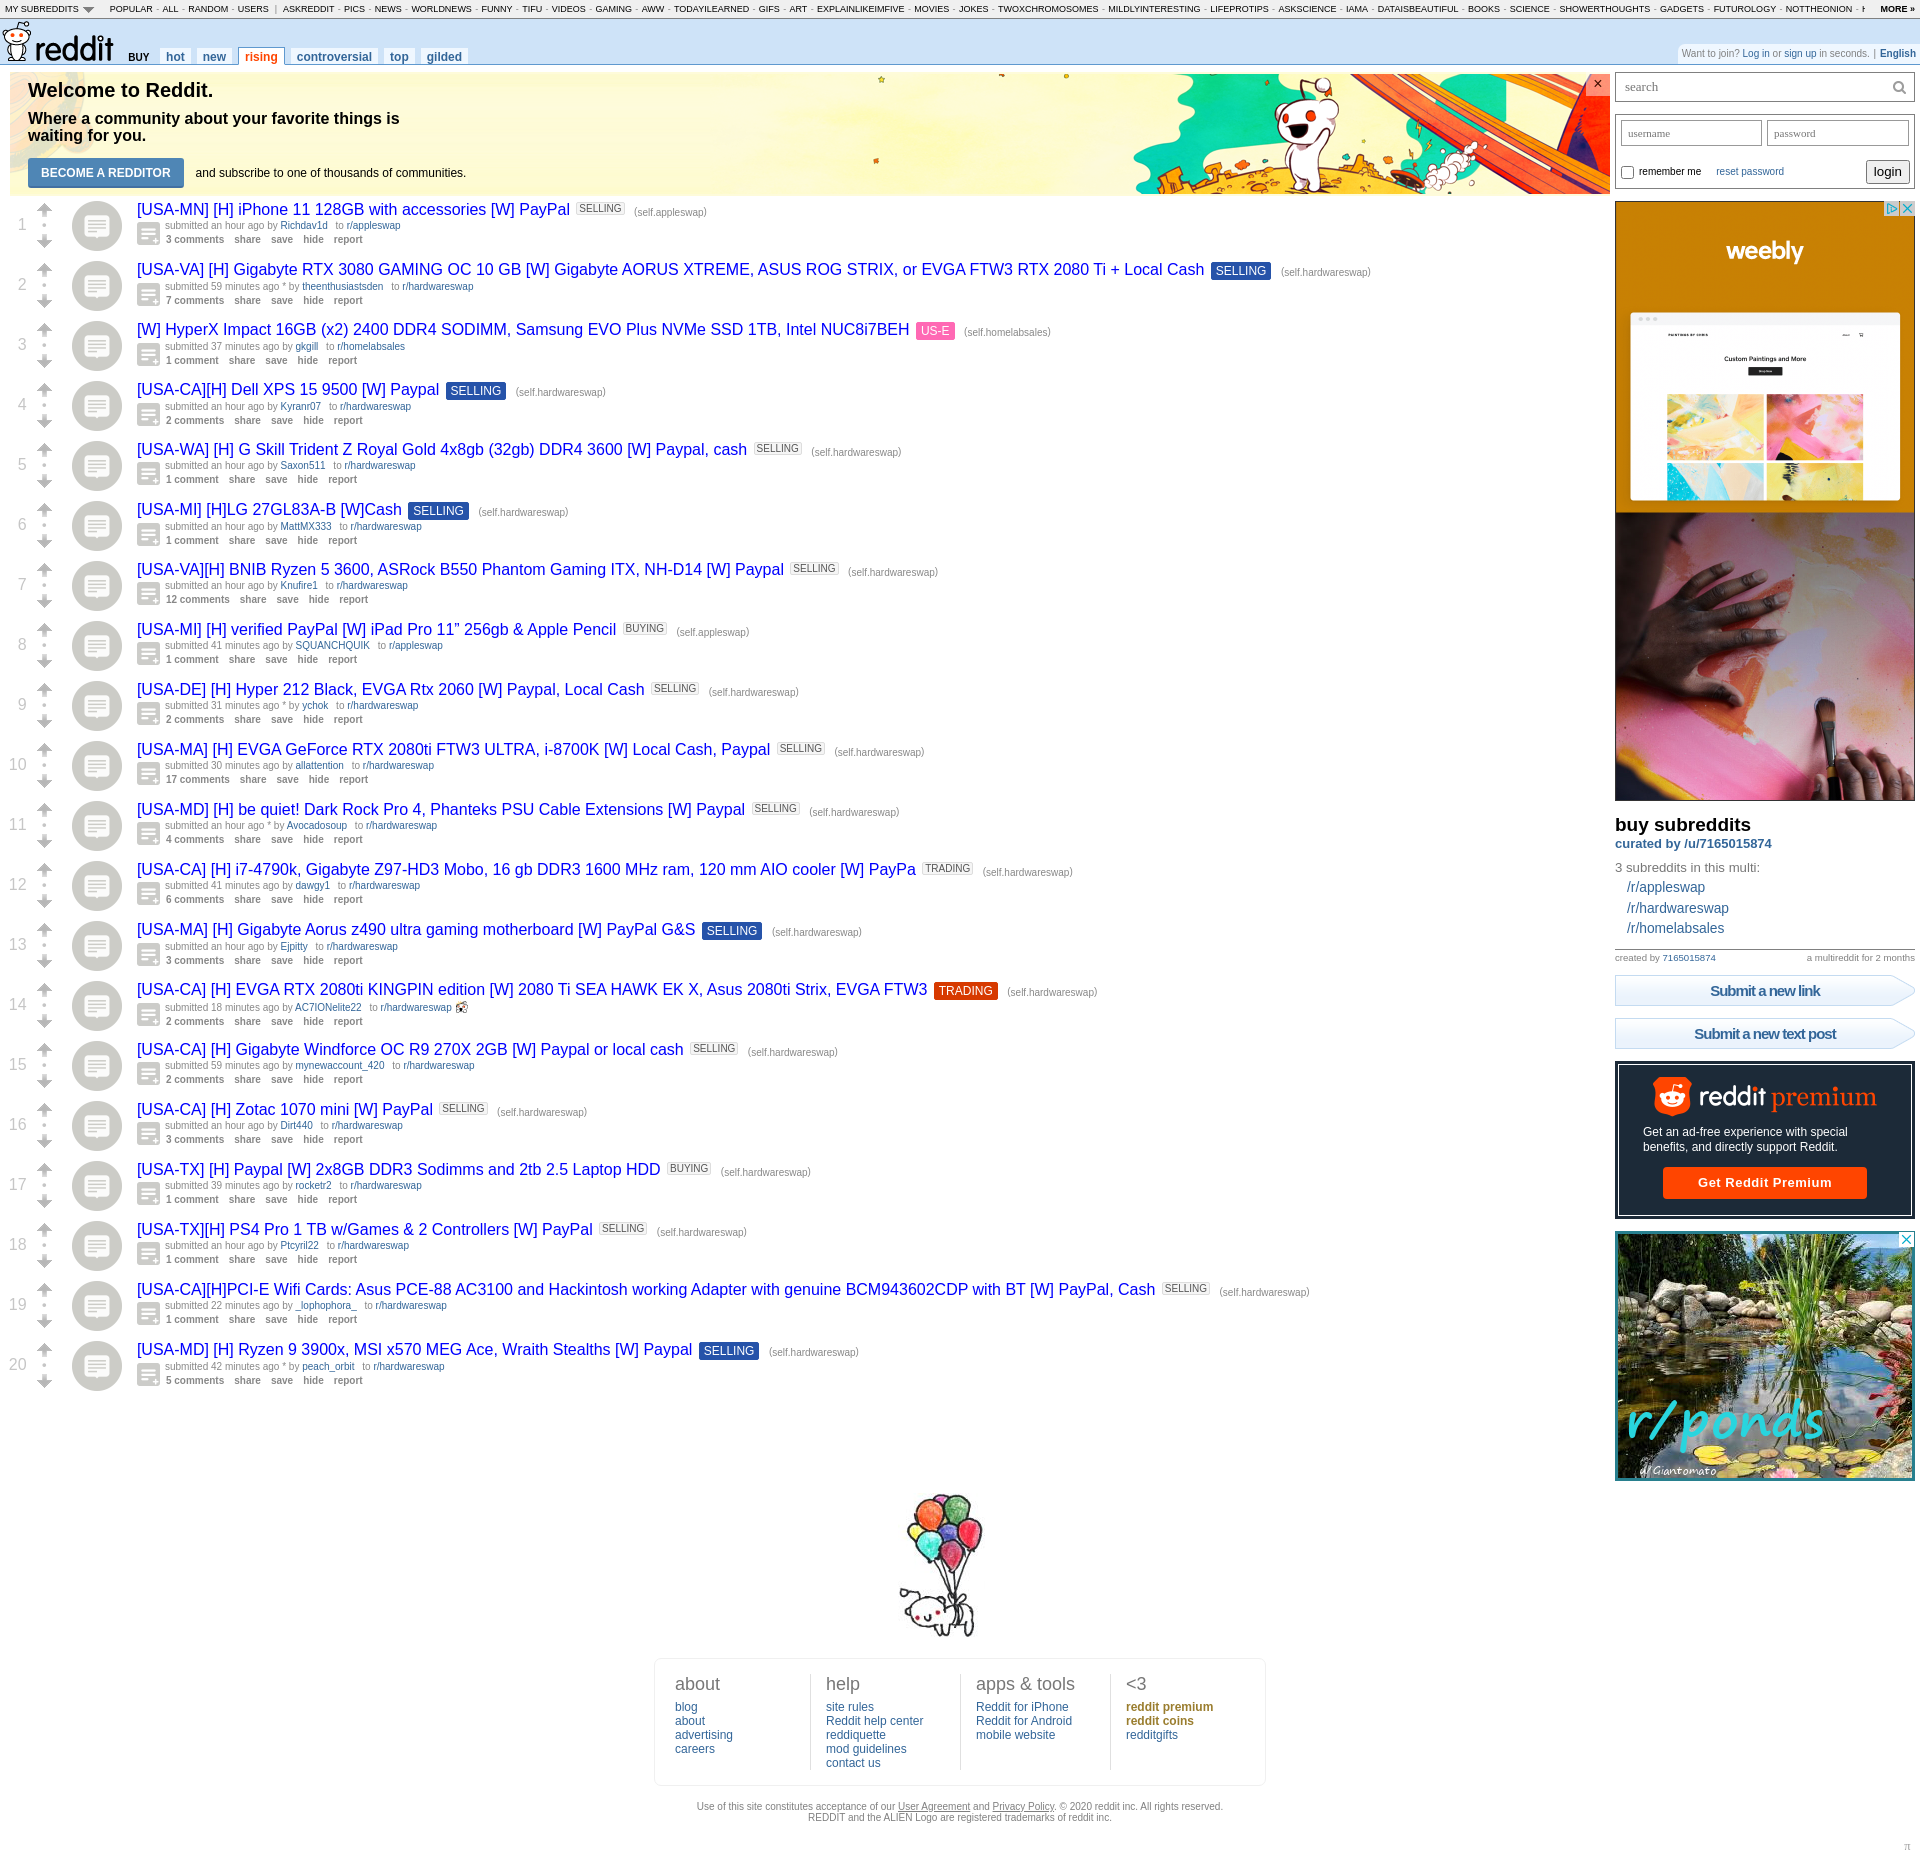 MY SUBREDDITS POPULAR - ALL - RANDOM - USERS | ASKREDDIT - PICS - NEWS - WORLDNEWS - FUNNY - TIFU - VIDEOS - GAMING - AWW - TODAYILEARNED - GIFS - ART - EXPLAINLIKEIMFIVE - MOVIES - JOKES - TWOXCHROMOSOMES - MILDLYINTERESTING - LIFEPROTIPS - ASKSCIENCE - IAMA - DATAISBEAUTIFUL - BOOKS - SCIENCE - SHOWERTHOUGHTS - GADGETS - FUTUROLOGY - NOTTHEONION - MORE »
reddit BUY hot new rising controversial top gilded
Want to join? Log in or sign up in seconds. | English
Welcome to Reddit.
Where a community about your favorite things is
waiting for you.
BECOME A REDDITOR and subscribe to one of thousands of communities.
×
1
[USA-MN] [H] iPhone 11 128GB with accessories [W] PayPal SELLING (self.appleswap)
submitted an hour ago by Richdav1d to r/appleswap
3 comments share save hide report
2
[USA-VA] [H] Gigabyte RTX 3080 GAMING OC 10 GB [W] Gigabyte AORUS XTREME, ASUS ROG STRIX, or EVGA FTW3 RTX 2080 Ti + Local Cash SELLING (self.hardwareswap)
submitted 59 minutes ago * by theenthusiastsden to r/hardwareswap
7 comments share save hide report
3
[W] HyperX Impact 16GB (x2) 2400 DDR4 SODIMM, Samsung EVO Plus NVMe SSD 1TB, Intel NUC8i7BEH US-E (self.homelabsales)
submitted 37 minutes ago by gkgill to r/homelabsales
1 comment share save hide report
4
[USA-CA][H] Dell XPS 15 9500 [W] Paypal SELLING (self.hardwareswap)
submitted an hour ago by Kyranr07 to r/hardwareswap
2 comments share save hide report
5
[USA-WA] [H] G Skill Trident Z Royal Gold 4x8gb (32gb) DDR4 3600 [W] Paypal, cash SELLING (self.hardwareswap)
submitted an hour ago by Saxon511 to r/hardwareswap
1 comment share save hide report
6
[USA-MI] [H]LG 27GL83A-B [W]Cash SELLING (self.hardwareswap)
submitted an hour ago by MattMX333 to r/hardwareswap
1 comment share save hide report
7
[USA-VA][H] BNIB Ryzen 5 3600, ASRock B550 Phantom Gaming ITX, NH-D14 [W] Paypal SELLING (self.hardwareswap)
submitted an hour ago by Knufire1 to r/hardwareswap
12 comments share save hide report
8
[USA-MI] [H] verified PayPal [W] iPad Pro 11” 256gb & Apple Pencil BUYING (self.appleswap)
submitted 41 minutes ago by SQUANCHQUIK to r/appleswap
1 comment share save hide report
9
[USA-DE] [H] Hyper 212 Black, EVGA Rtx 2060 [W] Paypal, Local Cash SELLING (self.hardwareswap)
submitted 31 minutes ago * by ychok to r/hardwareswap
2 comments share save hide report
10
[USA-MA] [H] EVGA GeForce RTX 2080ti FTW3 ULTRA, i-8700K [W] Local Cash, Paypal SELLING (self.hardwareswap)
submitted 30 minutes ago by allattention to r/hardwareswap
17 comments share save hide report
11
[USA-MD] [H] be quiet! Dark Rock Pro 4, Phanteks PSU Cable Extensions [W] Paypal SELLING (self.hardwareswap)
submitted an hour ago * by Avocadosoup to r/hardwareswap
4 comments share save hide report
12
[USA-CA] [H] i7-4790k, Gigabyte Z97-HD3 Mobo, 16 gb DDR3 1600 MHz ram, 120 mm AIO cooler [W] PayPa TRADING (self.hardwareswap)
submitted 41 minutes ago by dawgy1 to r/hardwareswap
6 comments share save hide report
13
[USA-MA] [H] Gigabyte Aorus z490 ultra gaming motherboard [W] PayPal G&S SELLING (self.hardwareswap)
submitted an hour ago by Ejpitty to r/hardwareswap
3 comments share save hide report
14
[USA-CA] [H] EVGA RTX 2080ti KINGPIN edition [W] 2080 Ti SEA HAWK EK X, Asus 2080ti Strix, EVGA FTW3 TRADING (self.hardwareswap)
submitted 18 minutes ago by AC7IONelite22 to r/hardwareswap
2 comments share save hide report
15
[USA-CA] [H] Gigabyte Windforce OC R9 270X 2GB [W] Paypal or local cash SELLING (self.hardwareswap)
submitted 59 minutes ago by mynewaccount_420 to r/hardwareswap
2 comments share save hide report
16
[USA-CA] [H] Zotac 1070 mini [W] PayPal SELLING (self.hardwareswap)
submitted an hour ago by Dirt440 to r/hardwareswap
3 comments share save hide report
17
[USA-TX] [H] Paypal [W] 2x8GB DDR3 Sodimms and 2tb 2.5 Laptop HDD BUYING (self.hardwareswap)
submitted 39 minutes ago by rocketr2 to r/hardwareswap
1 comment share save hide report
18
[USA-TX][H] PS4 Pro 1 TB w/Games & 2 Controllers [W] PayPal SELLING (self.hardwareswap)
submitted an hour ago by Ptcyril22 to r/hardwareswap
1 comment share save hide report
19
[USA-CA][H]PCI-E Wifi Cards: Asus PCE-88 AC3100 and Hackintosh working Adapter with genuine BCM943602CDP with BT [W] PayPal, Cash SELLING (self.hardwareswap)
submitted 22 minutes ago by _lophophora_ to r/hardwareswap
1 comment share save hide report
20
[USA-MD] [H] Ryzen 9 3900x, MSI x570 MEG Ace, Wraith Stealths [W] Paypal SELLING (self.hardwareswap)
submitted 42 minutes ago * by peach_orbit to r/hardwareswap
5 comments share save hide report
search
username password
remember me reset password login
weebly
PAINTINGS BY CHRIS
Custom Paintings and More
buy subreddits
curated by /u/7165015874
3 subreddits in this multi:
/r/appleswap
/r/hardwareswap
/r/homelabsales
created by 7165015874 a multireddit for 2 months
Submit a new link
Submit a new text post
reddit premium
Get an ad-free experience with special
benefits, and directly support Reddit.
Get Reddit Premium
r/ponds
u/Giantomato
about
blog
about
advertising
careers
help
site rules
Reddit help center
reddiquette
mod guidelines
contact us
apps & tools
Reddit for iPhone
Reddit for Android
mobile website
<3
reddit premium
reddit coins
redditgifts
Use of this site constitutes acceptance of our User Agreement and Privacy Policy. © 2020 reddit inc. All rights reserved.
REDDIT and the ALIEN Logo are registered trademarks of reddit inc.
π